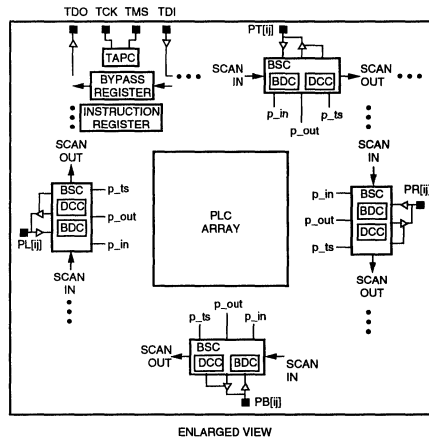 TDO TCK TMS TDI
TAPC
BYPASS
REGISTER
INSTRUCTION
REGISTER
PT[ij]
SCAN
IN
BSC
BDC DCC
SCAN
OUT
p_in
p_ts
p_out
SCAN
OUT
BSC
DCC
BDC
p_ts
p_out
p_in
PL[ij]
SCAN
IN
PLC
ARRAY
SCAN
IN
p_in
p_out
p_ts
BSC
BDC
DCC
PR[ij]
SCAN
OUT
p_out
p_ts
p_in
SCAN
OUT
BSC
DCC BDC
SCAN
IN
PB[ij]
ENLARGED VIEW